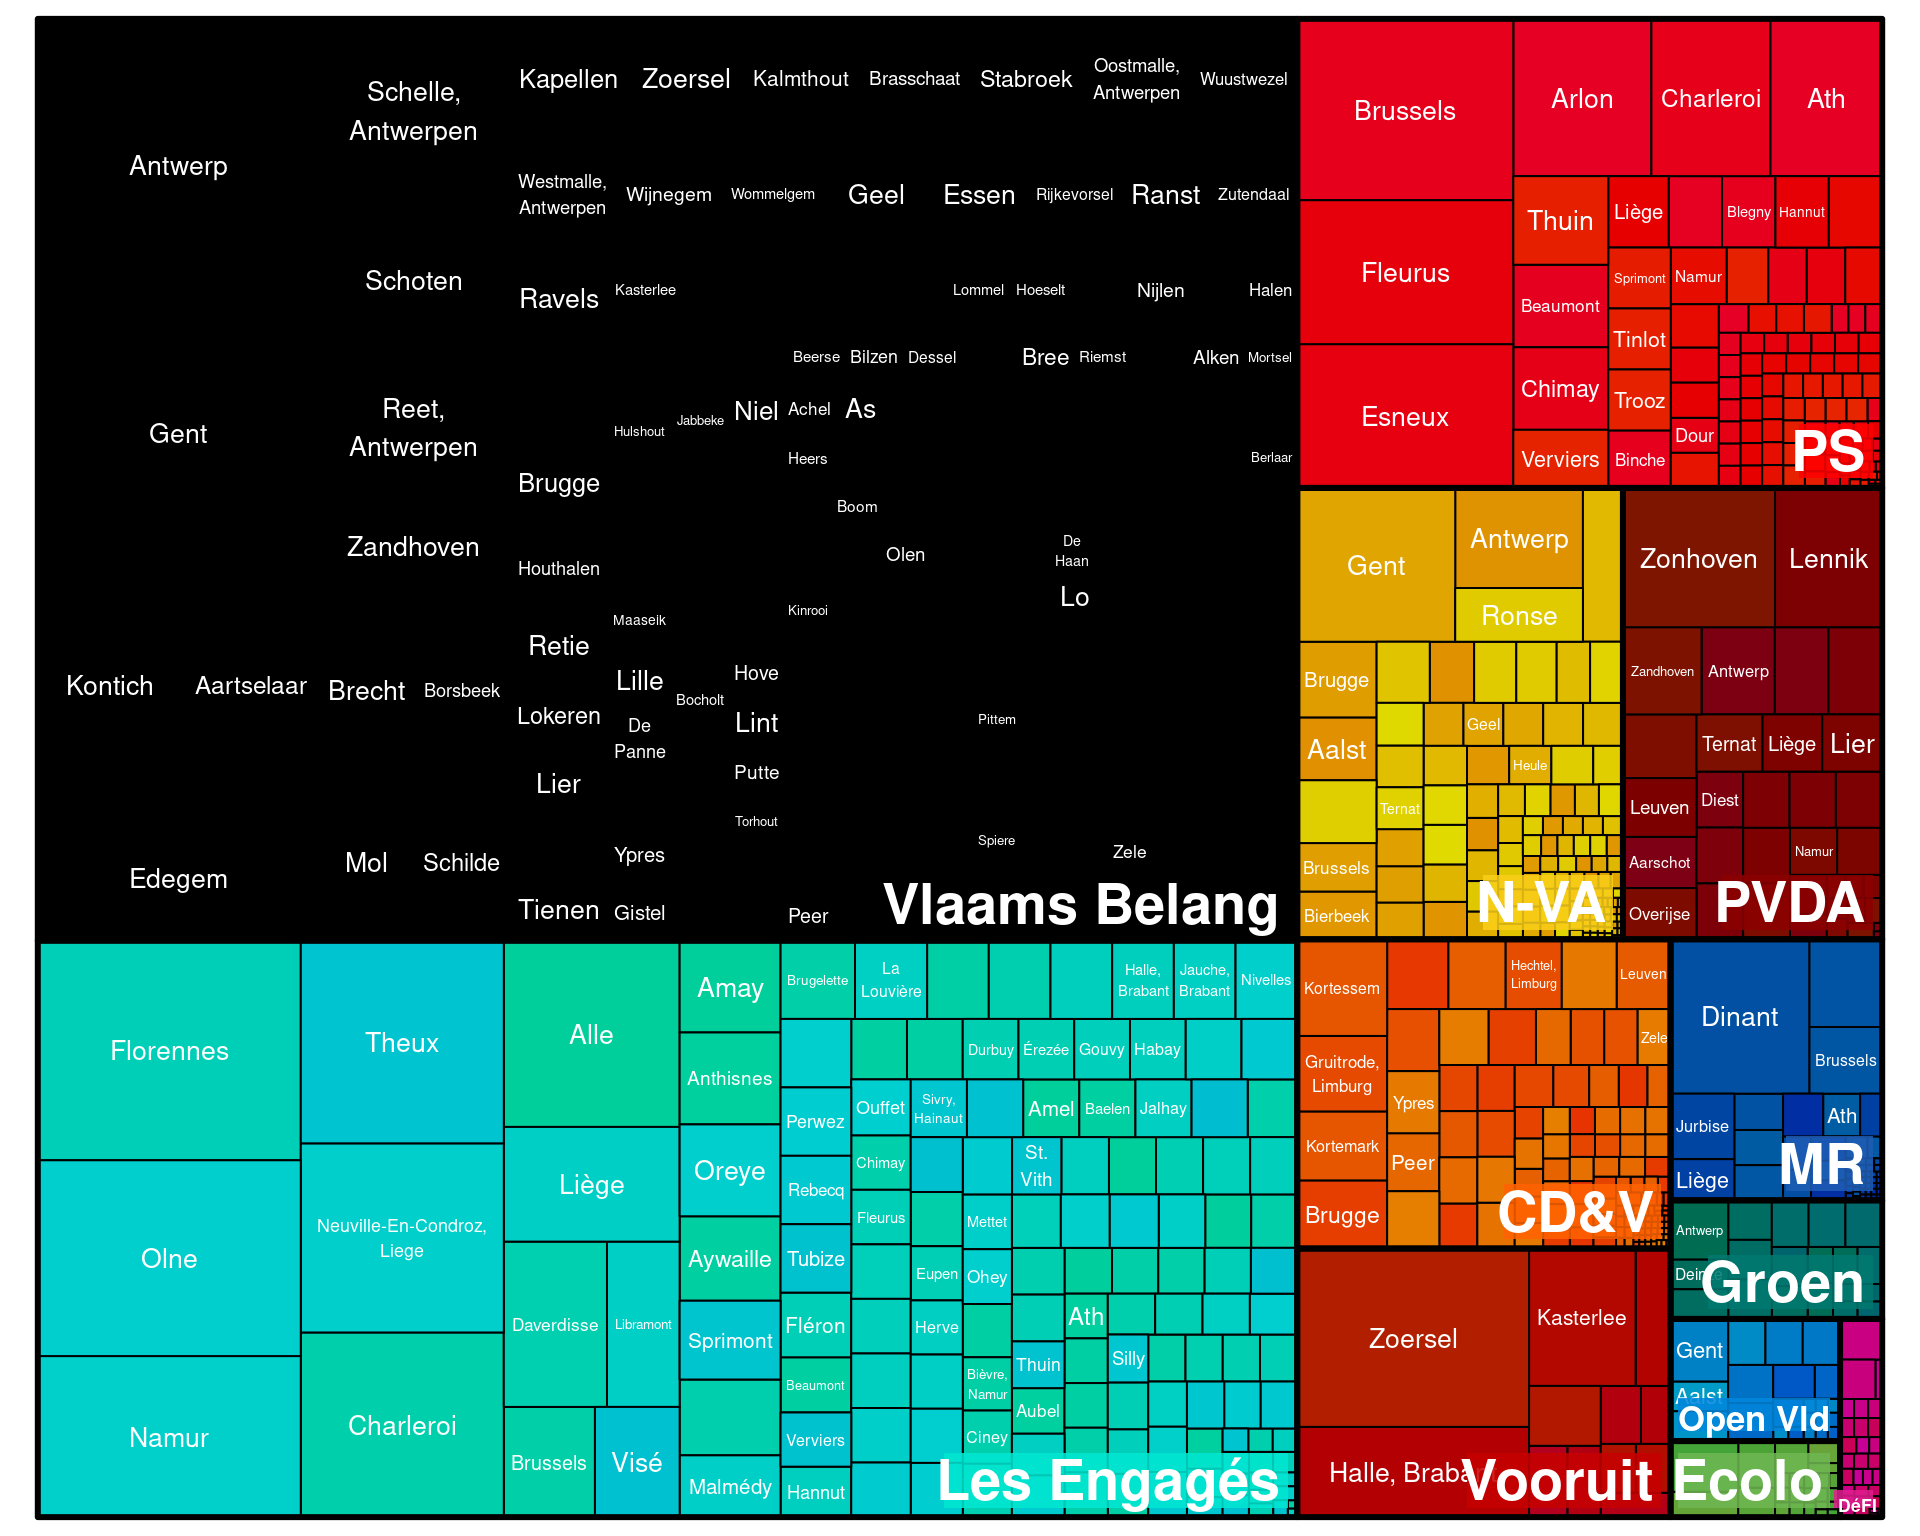 Antwerp
Schelle,
Antwerpen
Kapellen
Zoersel
Kalmthout
Brasschaat
Stabroek
Oostmalle,
Antwerpen
Wuustwezel
Westmalle,
Antwerpen
Wijnegem
Wommelgem
Geel
Essen
Rijkevorsel
Ranst
Zutendaal
Schoten
Ravels
Kasterlee
Lommel
Hoeselt
Nijlen
Halen
Beerse
Bilzen
Dessel
Bree
Riemst
Alken
Mortsel
Gent
Reet,
Antwerpen
Hulshout
Jabbeke
Niel
Achel
As
Heers
Berlaar
Brugge
Boom
Zandhoven
Houthalen
Olen
De
Haan
Lo
Maaseik
Kinrooi
Retie
Kontich
Aartselaar
Brecht
Borsbeek
Lille
Hove
Bocholt
Lokeren
De
Panne
Lint
Pittem
Lier
Putte
Torhout
Spiere
Zele
Edegem
Mol
Schilde
Ypres
Tienen
Gistel
Peer
Vlaams Belang
Brussels
Arlon
Charleroi
Ath
Fleurus
Esneux
Thuin
Liège
Blegny
Hannut
Beaumont
Sprimont
Namur
Chimay
Tinlot
Trooz
Verviers
Binche
Dour
PS
Gent
Antwerp
Ronse
Brugge
Geel
Aalst
Heule
Ternat
Brussels
Bierbeek
N-VA
Zonhoven
Lennik
Zandhoven
Antwerp
Ternat
Liège
Lier
Leuven
Diest
Aarschot
Namur
Overijse
PVDA
Florennes
Theux
Alle
Amay
Brugelette
La
Louvière
Halle,
Brabant
Jauche,
Brabant
Nivelles
Anthisnes
Durbuy
Érezée
Gouvy
Habay
Perwez
Ouffet
Sivry,
Hainaut
Amel
Baelen
Jalhay
Olne
Neuville-En-Condroz,
Liege
Liège
Oreye
Rebecq
Chimay
St.
Vith
Fleurus
Mettet
Aywaille
Tubize
Eupen
Ohey
Daverdisse
Libramont
Sprimont
Fléron
Herve
Ath
Thuin
Silly
Namur
Charleroi
Beaumont
Bièvre,
Namur
Aubel
Brussels
Visé
Verviers
Ciney
Malmédy
Hannut
Les Engagés
Kortessem
Hechtel,
Limburg
Leuven
Zele
Gruitrode,
Limburg
Ypres
Kortemark
Peer
Brugge
CD&V
Dinant
Brussels
Jurbise
Ath
Liège
MR
Antwerp
Groen
Zoersel
Kasterlee
Vooruit
Gent
Aalst
Open Vld
Ecolo
DéFI